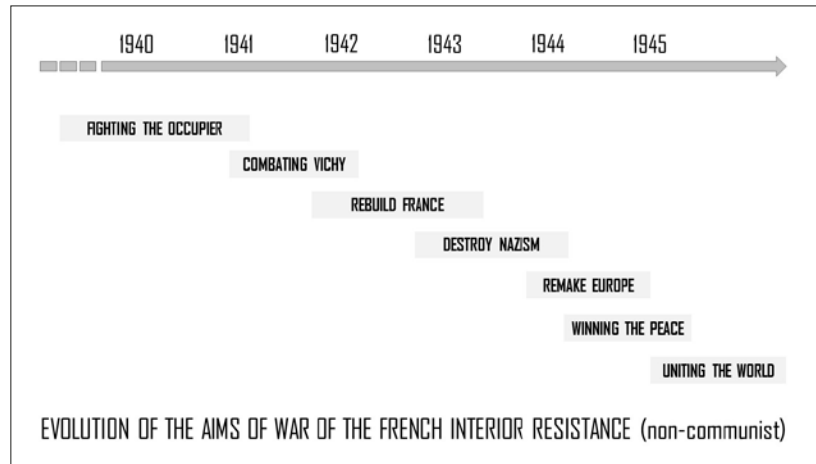 1940 1941 1942 1943 1944 1945
FIGHTING THE OCCUPIER
COMBATING VICHY
REBUILD FRANCE
DESTROY NAZISM
REMAKE EUROPE
WINNING THE PEACE
UNITING THE WORLD
EVOLUTION OF THE AIMS OF WAR OF THE FRENCH INTERIOR RESISTANCE (non-communist)